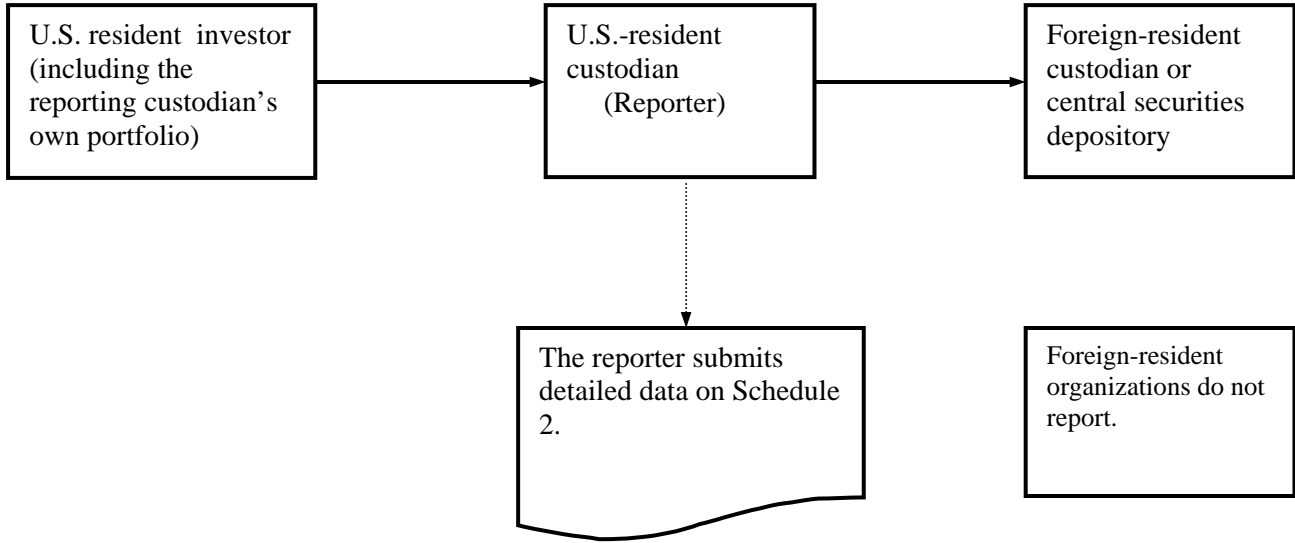 U.S. resident  investor
(including the
reporting custodian’s
own portfolio)
U.S.-resident
custodian
(Reporter)
Foreign-resident
custodian or
central securities
depository
The reporter submits
detailed data on Schedule
2.
Foreign-resident
organizations do not
report.